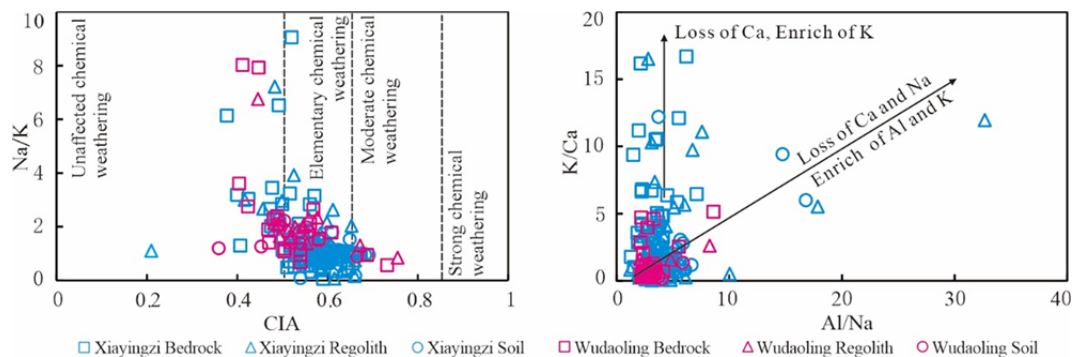 10
8
6
4
2
0
Na/K
Unaffected chemical
weathering
Elementary chemical
weathering
Moderate chemical
weathering
Strong chemical
weathering
0
0.2
0.4
0.6
0.8
1
CIA
20
15
10
5
0
K/Ca
Loss of Ca, Enrich of K
Loss of Ca and Na
Enrich of Al and K
0
10
20
30
40
Al/Na
Xiayingzi Bedrock
Xiayingzi Regolith
Xiayingzi Soil
Wudaoling Bedrock
Wudaoling Regolith
Wudaoling Soil